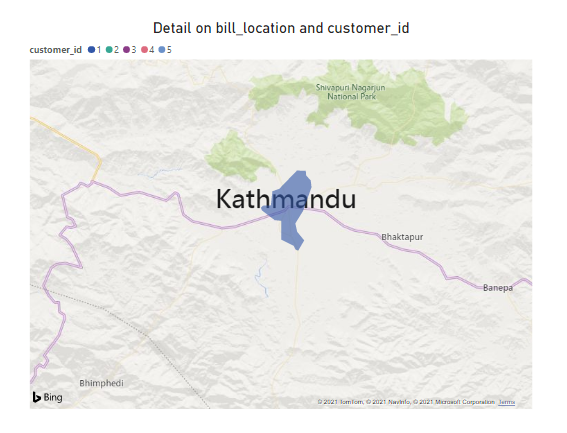 Detail on bill_location and customer_id
customer_id 1 2 3 4 5
Shivapuri Nagarjun
National Park
Kathmandu
Bhaktapur
Banepa
Bhimphedi
Bing
© 2021 TomTom, © 2021 NavInfo, © 2021 Microsoft Corporation Terms